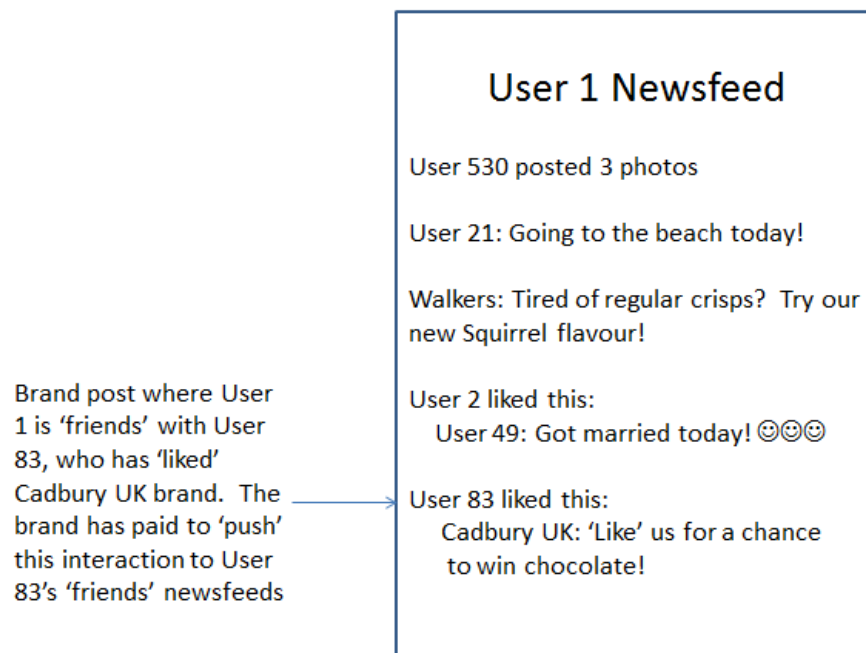 User 1 Newsfeed
User 530 posted 3 photos
User 21: Going to the beach today!
Walkers: Tired of regular crisps? Try our
new Squirrel flavour!
User 2 liked this:
User 49: Got married today! ☺☺☺
User 83 liked this:
Cadbury UK: ‘Like’ us for a chance
to win chocolate!
Brand post where User
1 is ‘friends’ with User
83, who has ‘liked’
Cadbury UK brand. The
brand has paid to ‘push’
this interaction to User
83’s ‘friends’ newsfeeds